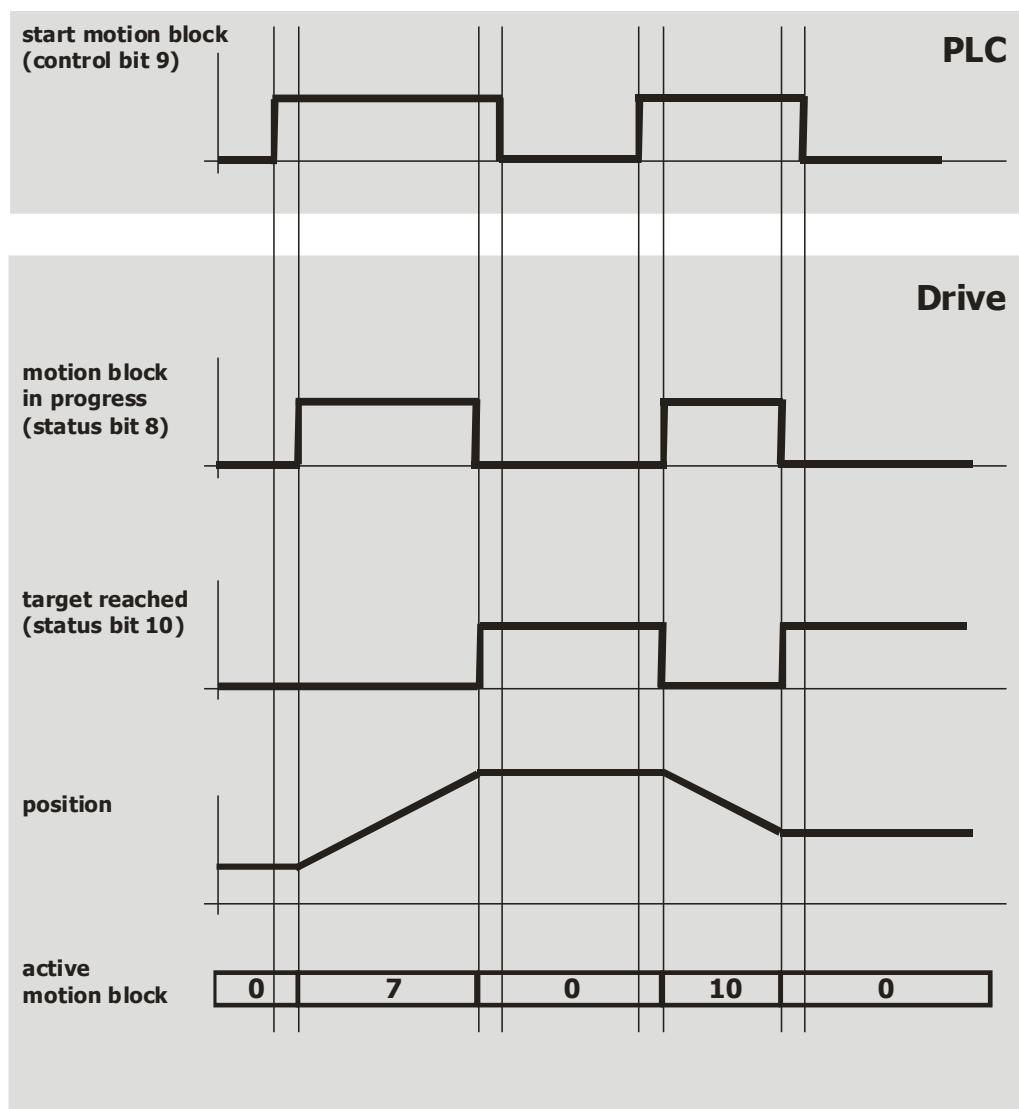 start motion block
(control bit 9)
PLC
Drive
motion block
in progress
(status bit 8)
target reached
(status bit 10)
position
active
motion block
0 7 0 10 0